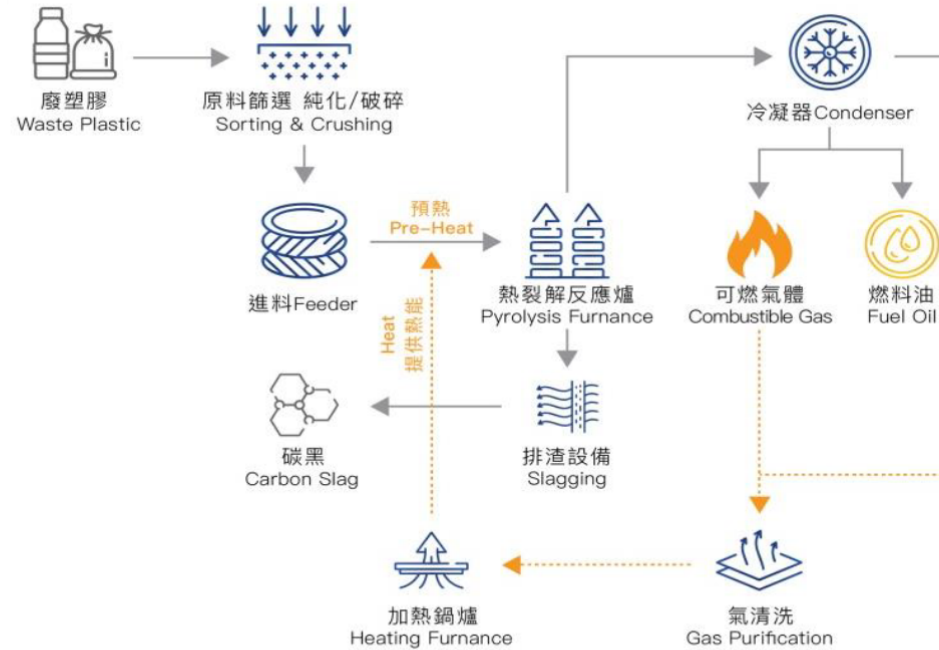 廢塑膠
Waste Plastic
原料篩選 純化/破碎
Sorting & Crushing
冷凝器Condenser
預熱
Pre-Heat
進料Feeder
熱裂解反應爐
Pyrolysis Furnance
可燃氣體
Combustible Gas
燃料油
Fuel Oil
Heat
提供熱能
碳黑
Carbon Slag
排渣設備
Slagging
加熱鍋爐
Heating Furnance
氣清洗
Gas Purification